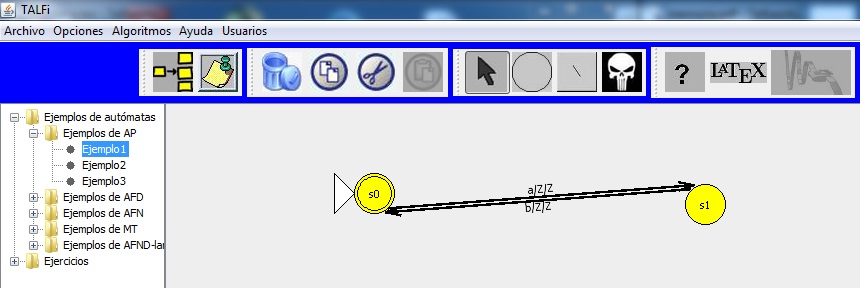 TALFi
Archivo Opciones Algoritmos Ayuda Usuarios
? LATEX
Ejemplos de autómatas
Ejemplos de AP
Ejemplo1
Ejemplo2
Ejemplo3
Ejemplos de AFD
Ejemplos de AFN
Ejemplos de MT
Ejemplos de AFND-lan
Ejercicios
s0
a/Z/Z
b/Z/Z
s1